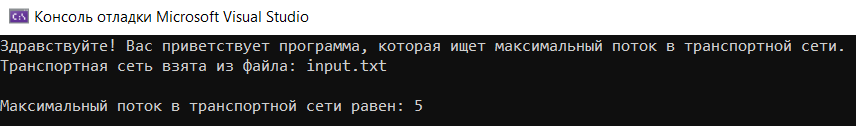 Консоль отладки Microsoft Visual Studio
Здравствуйте! Вас приветствует программа, которая ищет максимальный поток в транспортной сети.
Транспортная сеть взята из файла: input.txt
Максимальный поток в транспортной сети равен: 5